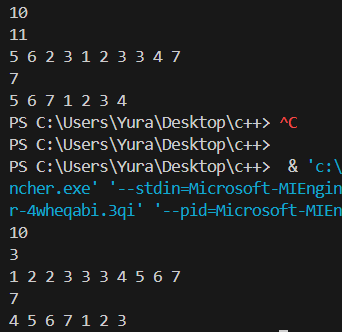 10
11
5 6 2 3 1 2 3 3 4 7
7
5 6 7 1 2 3 4
PS C:\Users\Yura\Desktop\c++> ^C
PS C:\Users\Yura\Desktop\c++>
PS C:\Users\Yura\Desktop\c++>  & 'c:\
ncher.exe' '--stdin=Microsoft-MIEngin
r-4wheqabi.3qi' '--pid=Microsoft-MIEn
10
3
1 2 2 3 3 3 4 5 6 7
7
4 5 6 7 1 2 3